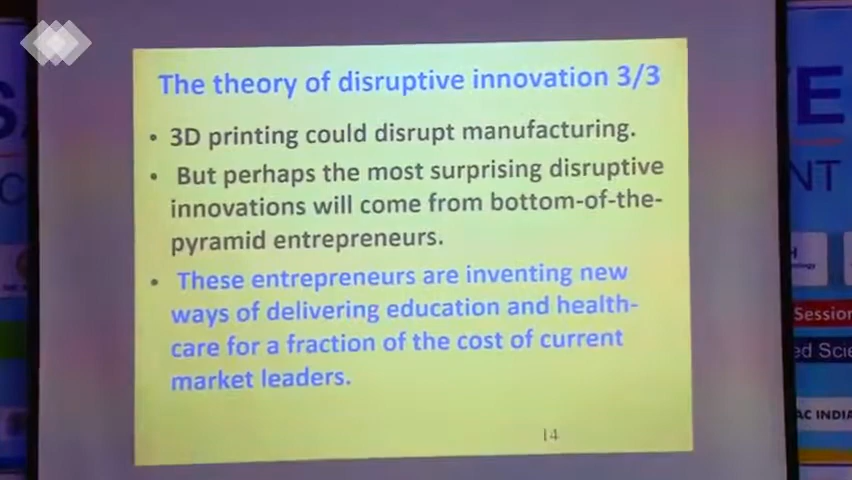 The theory of disruptive innovation 3/3
• 3D printing could disrupt manufacturing.
• But perhaps the most surprising disruptive
innovations will come from bottom-of-the-
pyramid entrepreneurs.
• These entrepreneurs are inventing new
ways of delivering education and health-
care for a fraction of the cost of current
market leaders.
14
NT
Session
ed Scie
AC INDIA